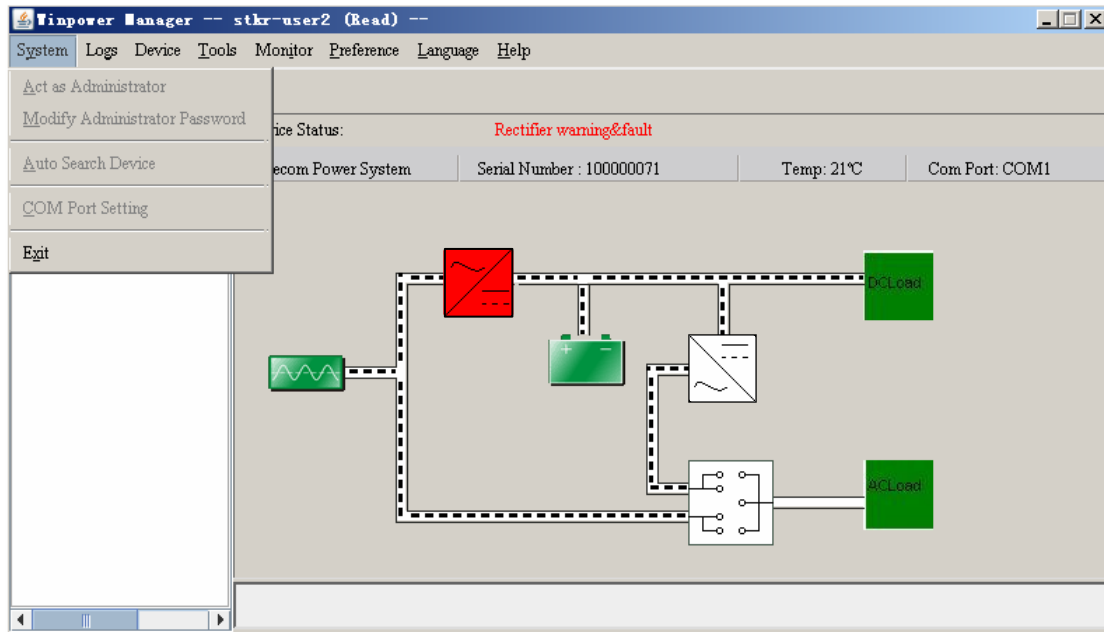 Winpower Manager -- stkr-user2 (Read) --
System Logs Device Tools Monitor Preference Language Help
Act as Administrator
Modify Administrator Password
Auto Search Device
COM Port Setting
Exit
ice Status: Rectifier warning&fault
ecom Power System Serial Number : 100000071 Temp: 21℃ Com Port: COM1
DCLoad
ACLoad